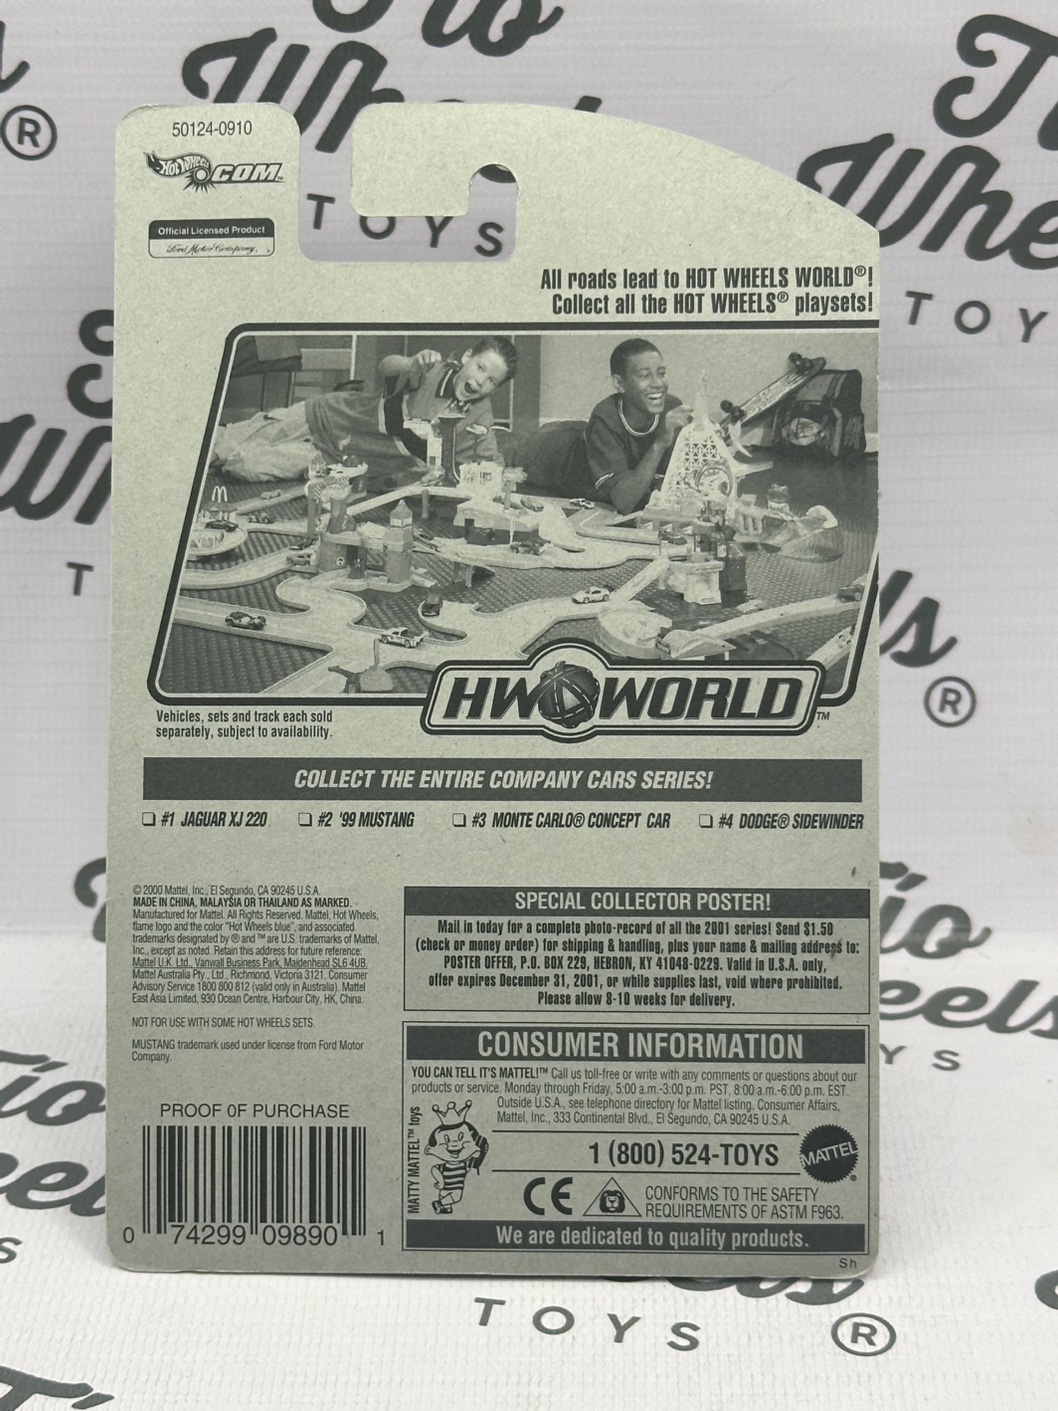 Tio
Wheels
®
TOYS
50124-0910
HOT WHEELS.COM™
Official Licensed Product
Ford Motor Company,
All roads lead to HOT WHEELS WORLD®!
Collect all the HOT WHEELS® playsets!
HW WORLD™
Vehicles, sets and track each sold
separately, subject to availability.
COLLECT THE ENTIRE COMPANY CARS SERIES!
❏ #1 JAGUAR XJ 220 ❏ #2 '99 MUSTANG ❏ #3 MONTE CARLO® CONCEPT CAR ❏ #4 DODGE® SIDEWINDER
© 2000 Mattel, Inc., El Segundo, CA 90245 U.S.A.
MADE IN CHINA, MALAYSIA OR THAILAND AS MARKED.
Manufactured for Mattel. All Rights Reserved. Mattel, Hot Wheels,
flame logo and the color "Hot Wheels blue", and associated
trademarks designated by ® and ™ are U.S. trademarks of Mattel,
Inc., except as noted. Retain this address for future reference:
Mattel U.K. Ltd., Vanwall Business Park, Maidenhead SL6 4UB.
Mattel Australia Pty., Ltd., Richmond, Victoria 3121. Consumer
Advisory Service 1800 800 812 (valid only in Australia). Mattel
East Asia Limited, 930 Ocean Centre, Harbour City, HK, China.
NOT FOR USE WITH SOME HOT WHEELS SETS.
MUSTANG trademark used under license from Ford Motor
Company.
PROOF OF PURCHASE
0 74299 09890 1
SPECIAL COLLECTOR POSTER!
Mail in today for a complete photo-record of all the 2001 series! Send $1.50
(check or money order) for shipping & handling, plus your name & mailing address to:
POSTER OFFER, P.O. BOX 229, HEBRON, KY 41048-0229. Valid in U.S.A. only,
offer expires December 31, 2001, or while supplies last, void where prohibited.
Please allow 8-10 weeks for delivery.
CONSUMER INFORMATION
YOU CAN TELL IT'S MATTEL!™ Call us toll-free or write with any comments or questions about our
products or service. Monday through Friday, 5:00 a.m.-3:00 p.m. PST, 8:00 a.m.-6:00 p.m. EST.
Outside U.S.A., see telephone directory for Mattel listing. Consumer Affairs,
Mattel, Inc., 333 Continental Blvd., El Segundo, CA 90245 U.S.A.
MATTY MATTEL™ toys
1 (800) 524-TOYS
MATTEL®
CE
CONFORMS TO THE SAFETY
REQUIREMENTS OF ASTM F963.
We are dedicated to quality products.
Sh
TOYS ®